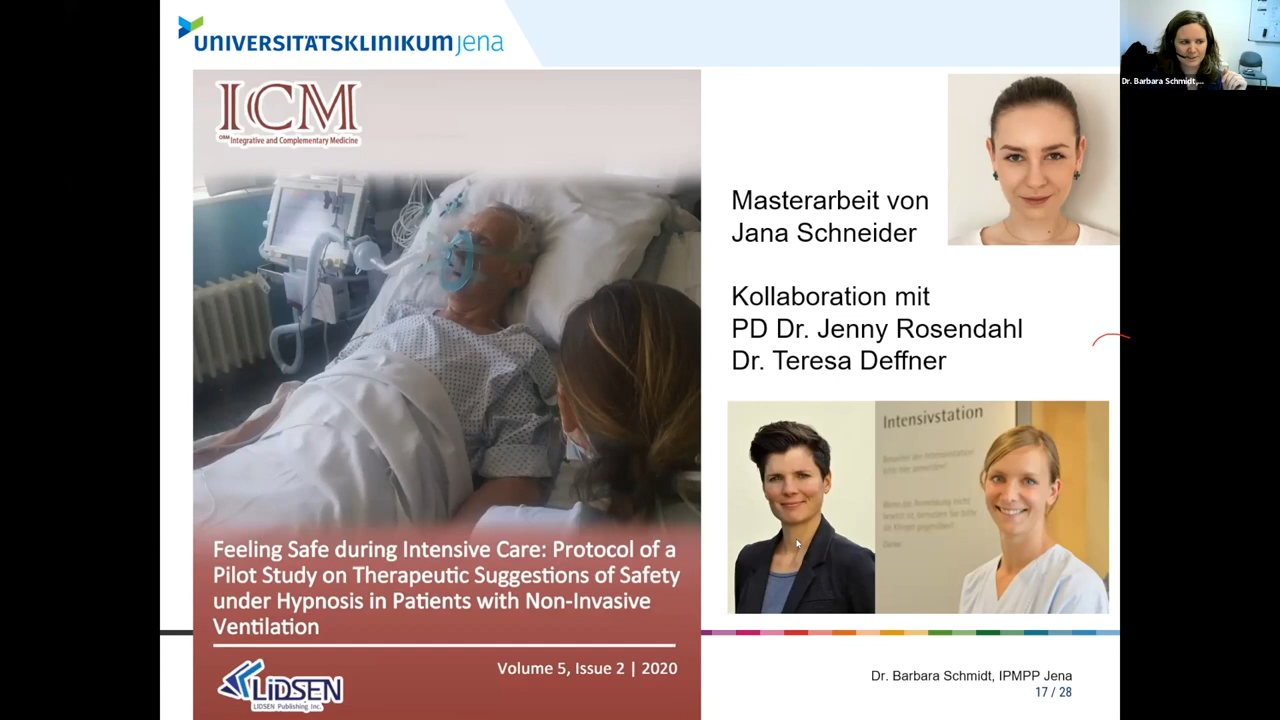 UNIVERSITÄTSKLINIKUM jena
ICM
OBM Integrative and Complementary Medicine
Dr. Barbara Schmidt,...
Masterarbeit von
Jana Schneider
Kollaboration mit
PD Dr. Jenny Rosendahl
Dr. Teresa Deffner
Intensivstation
Feeling Safe during Intensive Care: Protocol of a
Pilot Study on Therapeutic Suggestions of Safety
under Hypnosis in Patients with Non-Invasive
Ventilation
Volume 5, Issue 2 | 2020
LiDSEN
LIDSEN Publishing Inc.
Dr. Barbara Schmidt, IPMPP Jena
17 / 28